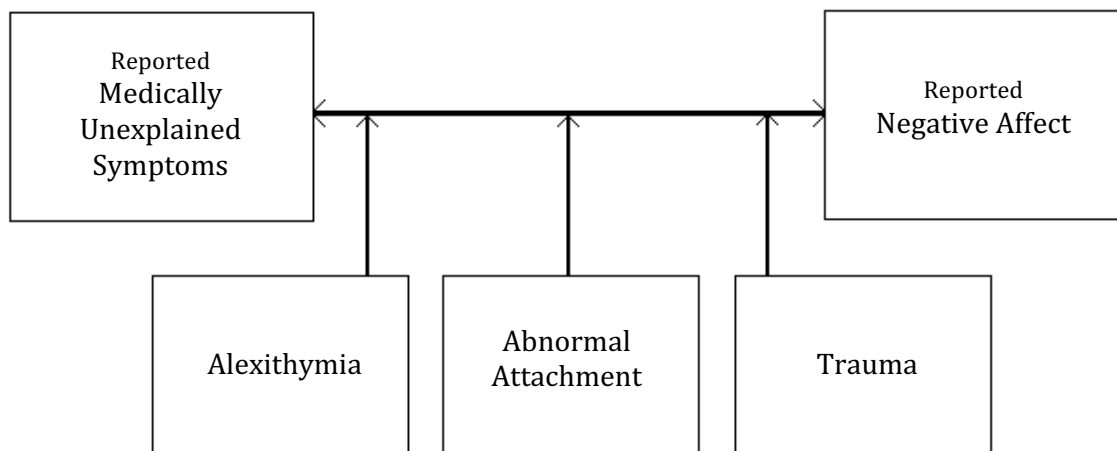 Reported
Medically
Unexplained
Symptoms
Reported
Negative Affect
Alexithymia
Abnormal
Attachment
Trauma